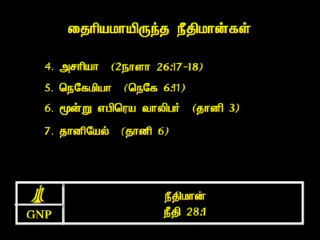 தைரியமாயிருந்த நீதிமான்கள்
4. அசரியா (2நாளா 26:17-18)
5. நெகேமியா (நெகே 6:11)
6. மூன்று எபிரெய வாலிபர் (தானி 3)
7. தானியேல் (தானி 6)
நீதிமான்
GNP
நீதி 28:1